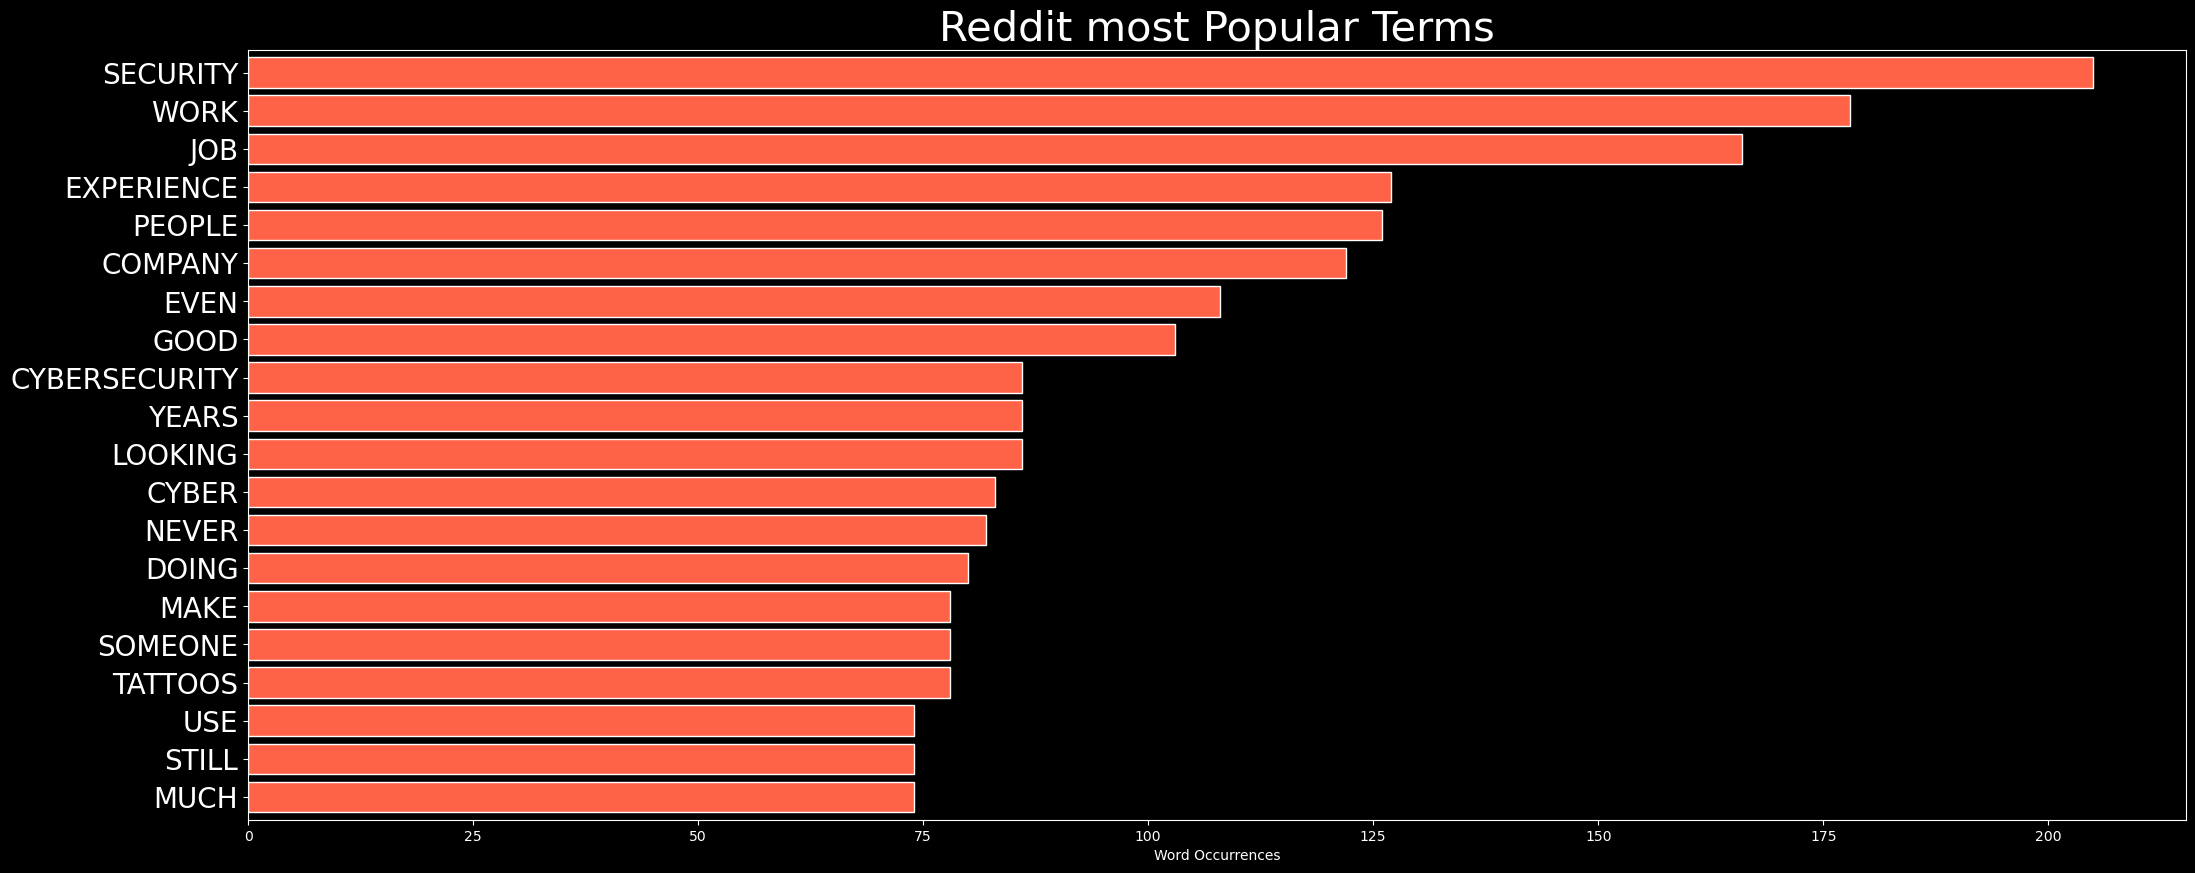 Reddit most Popular Terms
SECURITY
WORK
JOB
EXPERIENCE
PEOPLE
COMPANY
EVEN
GOOD
CYBERSECURITY
YEARS
LOOKING
CYBER
NEVER
DOING
MAKE
SOMEONE
TATTOOS
USE
STILL
MUCH
0 25 50 75 100 125 150 175 200
Word Occurrences